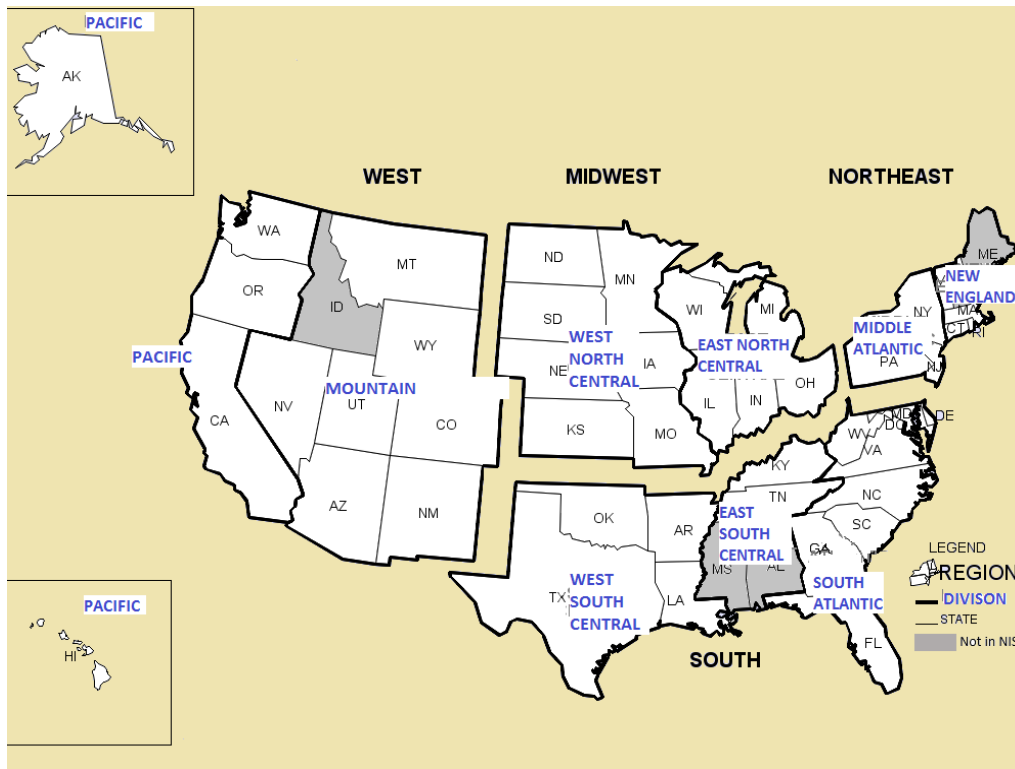 PACIFIC
AK
WEST
MIDWEST
NORTHEAST
WA
MT
ND
MN
ME
OR
ID
SD
WI
MI
NEW
ENGLAND
NY
MA
CT
RI
WY
WEST
NORTH
CENTRAL
NE
IA
EAST NORTH
CENTRAL
MIDDLE
ATLANTIC
PA
NJ
PACIFIC
MOUNTAIN
NV
UT
CO
CA
KS
MO
IL
IN
OH
MD
DE
DC
WV
VA
KY
AZ
NM
OK
AR
TN
NC
EAST
SOUTH
CENTRAL
SC
GA
MS
AL
WEST
SOUTH
CENTRAL
TX
LA
SOUTH
ATLANTIC
FL
SOUTH
LEGEND
REGION
DIVISON
STATE
Not in NIS
PACIFIC
HI